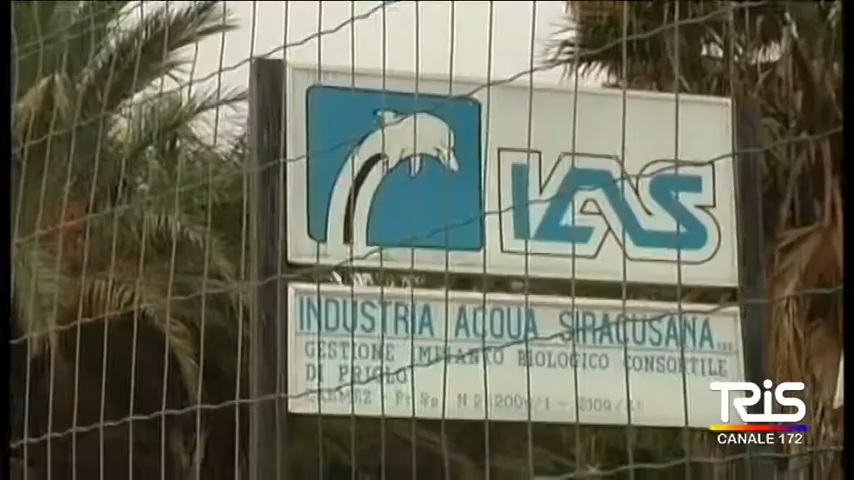 IAS
INDUSTRIA ACQUA SIRACUSANA
GESTIONE IMPIANTO BIOLOGICO CONSORTILE
DI PRIOLO
TRIS
CANALE 172